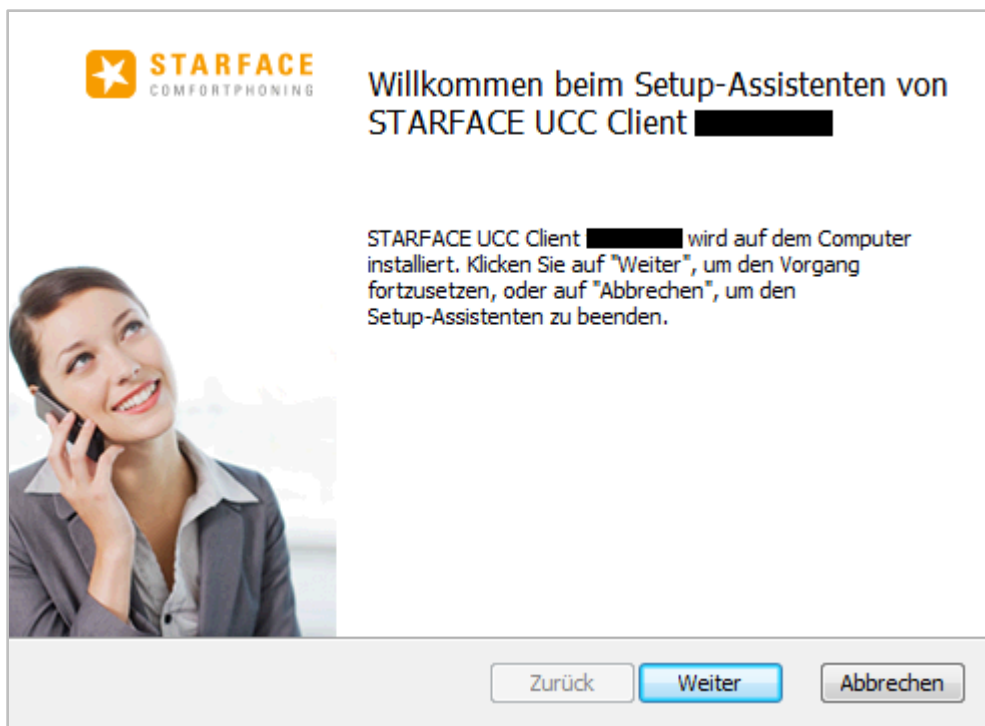 STARFACE
COMFORTPHONING
Willkommen beim Setup-Assistenten von
STARFACE UCC Client
STARFACE UCC Client wird auf dem Computer
installiert. Klicken Sie auf "Weiter", um den Vorgang
fortzusetzen, oder auf "Abbrechen", um den
Setup-Assistenten zu beenden.
Zurück Weiter Abbrechen